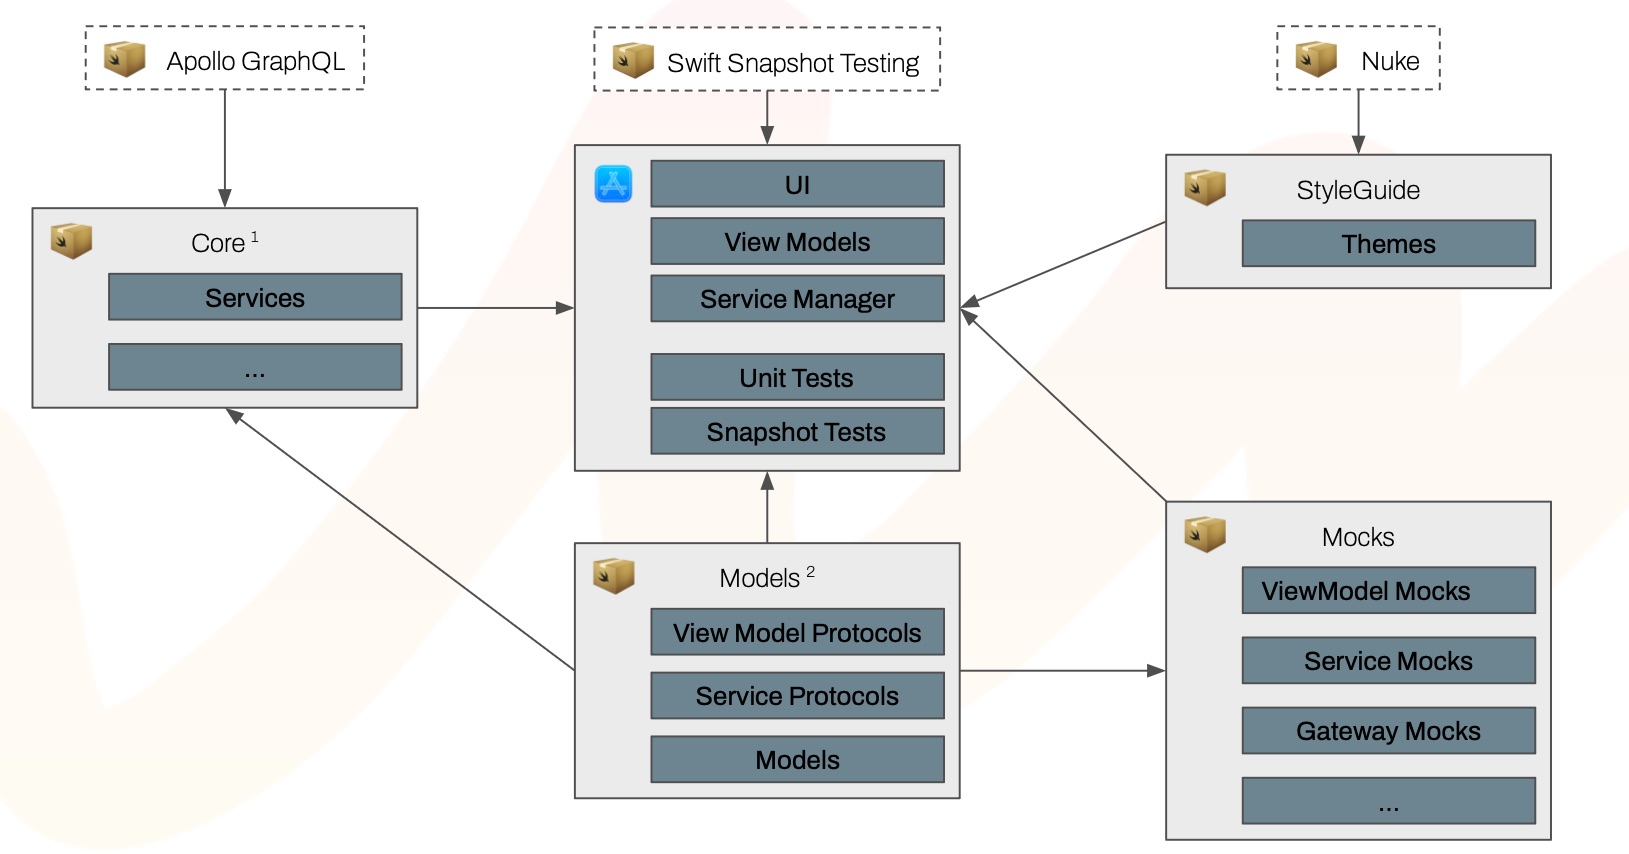 Apollo GraphQL
Swift Snapshot Testing
Nuke
Core 1
Services
...
UI
View Models
Service Manager
Unit Tests
Snapshot Tests
StyleGuide
Themes
Models 2
View Model Protocols
Service Protocols
Models
Mocks
ViewModel Mocks
Service Mocks
Gateway Mocks
...